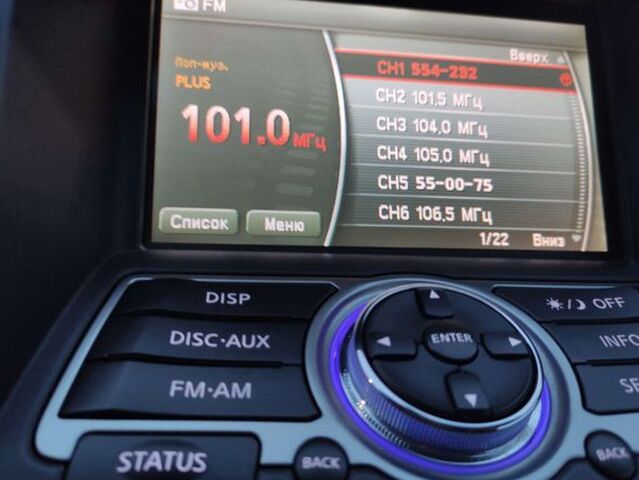 FM
Поп-муз.
PLUS
101.0 МГц
Список
Меню
Вверх
CH1 554-232
CH2 101,5 МГц
CH3 104,0 МГц
CH4 105,0 МГц
CH5 55-00-75
CH6 106,5 МГц
1/22 Вниз
DISP
DISC·AUX
FM·AM
STATUS
BACK
ENTER
OFF
INFO
BACK